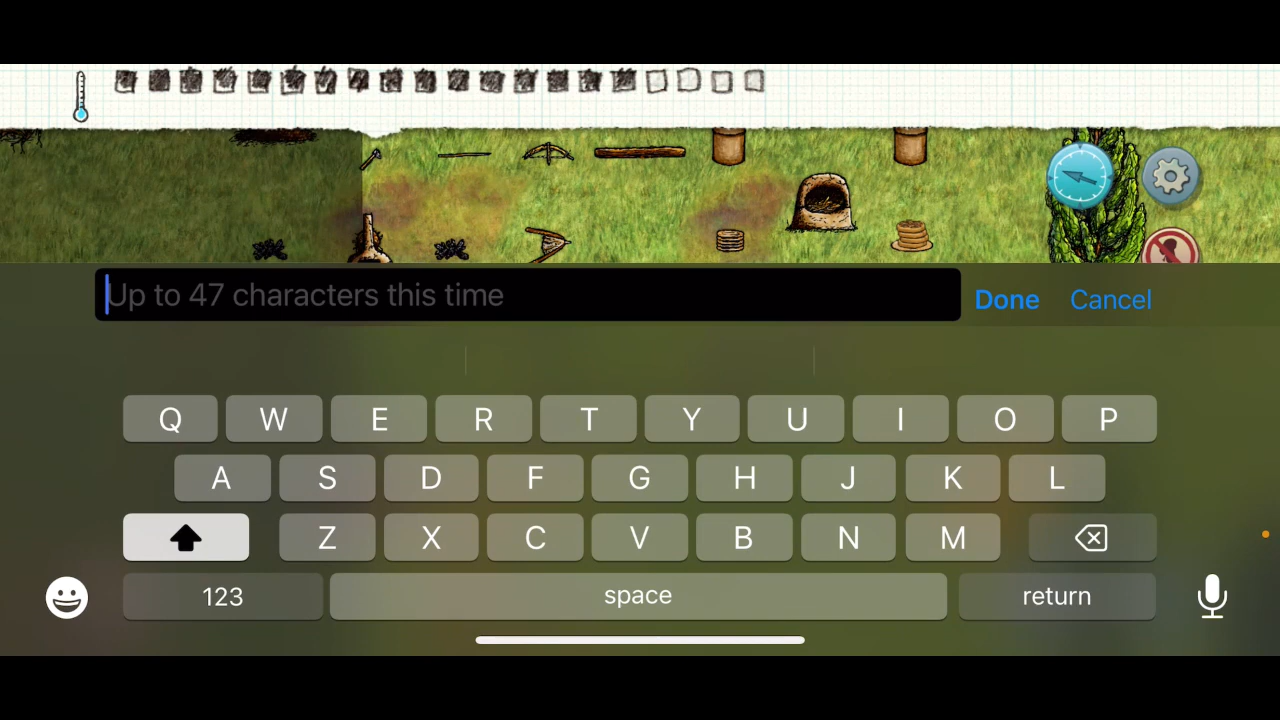 Up to 47 characters this time
Done
Cancel
Q W E R T Y U I O P
A S D F G H J K L
Z X C V B N M
123
space
return